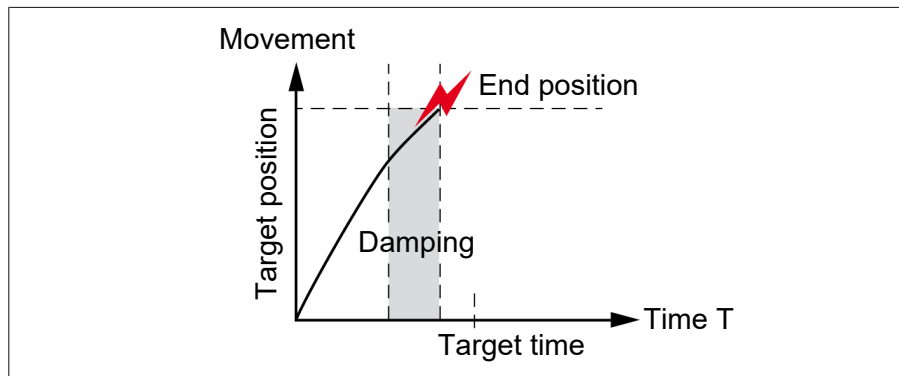 Movement
End position
Target position
Damping
Time T
Target time